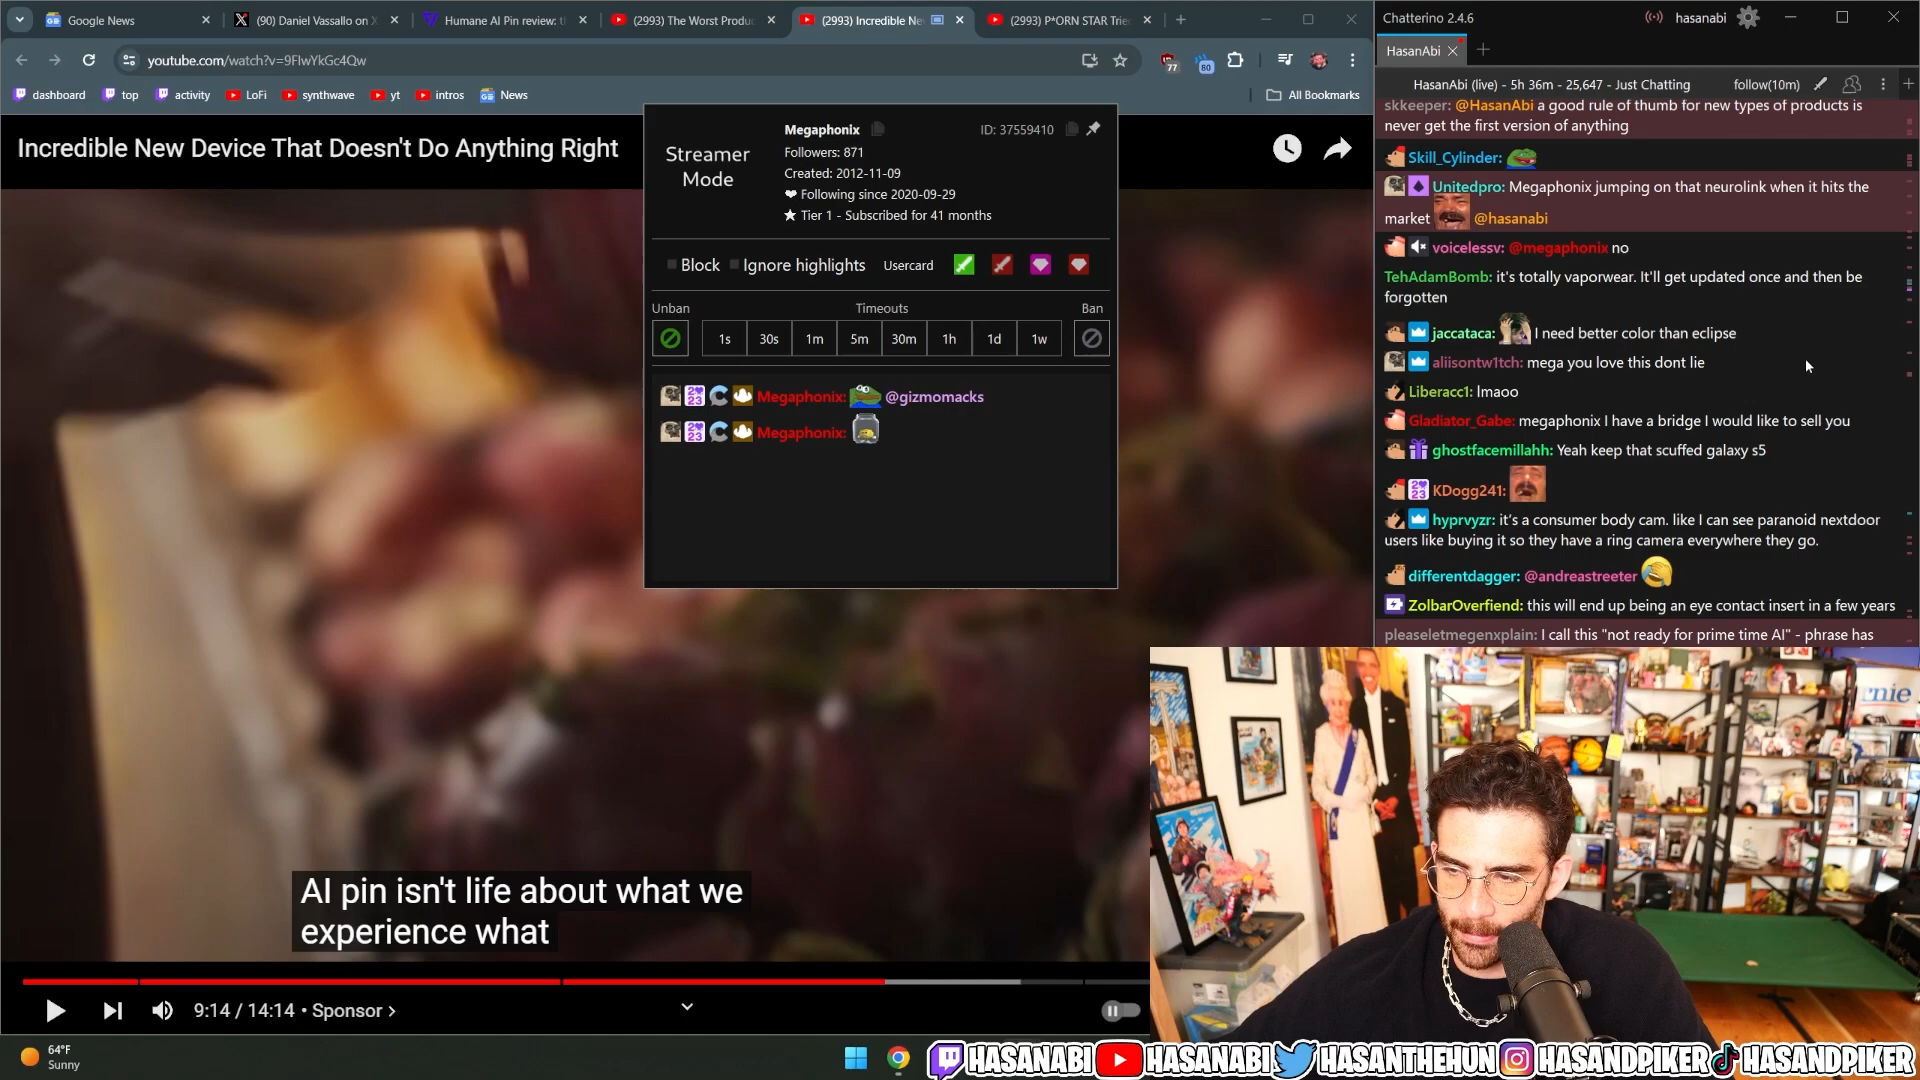 Google News
(90) Daniel Vassallo on X
Humane AI Pin review: t
(2993) The Worst Produc
(2993) Incredible Ne
(2993) P*ORN STAR Trie
youtube.com/watch?v=9FIwYkGc4Qw
77
80
dashboard
top
activity
LoFi
synthwave
yt
intros
News
All Bookmarks
Incredible New Device That Doesn't Do Anything Right
Streamer
Mode
Megaphonix
ID: 37559410
Followers: 871
Created: 2012-11-09
❤ Following since 2020-09-29
★ Tier 1 - Subscribed for 41 months
Block
Ignore highlights
Usercard
Unban
Timeouts
Ban
1s
30s
1m
5m
30m
1h
1d
1w
Megaphonix: @gizmomacks
Megaphonix:
AI pin isn't life about what we
experience what
9:14 / 14:14 • Sponsor >
64°F
Sunny
Chatterino 2.4.6
hasanabi
HasanAbi
HasanAbi (live) - 5h 36m - 25,647 - Just Chatting
follow(10m)
skkeeper: @HasanAbi a good rule of thumb for new types of products is
never get the first version of anything
Skill_Cylinder:
Unitedpro: Megaphonix jumping on that neurolink when it hits the
market @hasanabi
voicelessv: @megaphonix no
TehAdamBomb: it's totally vaporwear. It'll get updated once and then be
forgotten
jaccataca: I need better color than eclipse
aliisontw1tch: mega you love this dont lie
Liberacc1: lmaoo
Gladiator_Gabe: megaphonix I have a bridge I would like to sell you
ghostfacemillahh: Yeah keep that scuffed galaxy s5
KDogg241:
hyprvyzr: it's a consumer body cam. like I can see paranoid nextdoor
users like buying it so they have a ring camera everywhere they go.
differentdagger: @andreastreeter
ZolbarOverfiend: this will end up being an eye contact insert in a few years
pleaseletmegenxplain: I call this "not ready for prime time AI" - phrase has
rnie
HASANABI
HASANABI
HASANTHEHUN
HASANDPIKER
HASANDPIKER